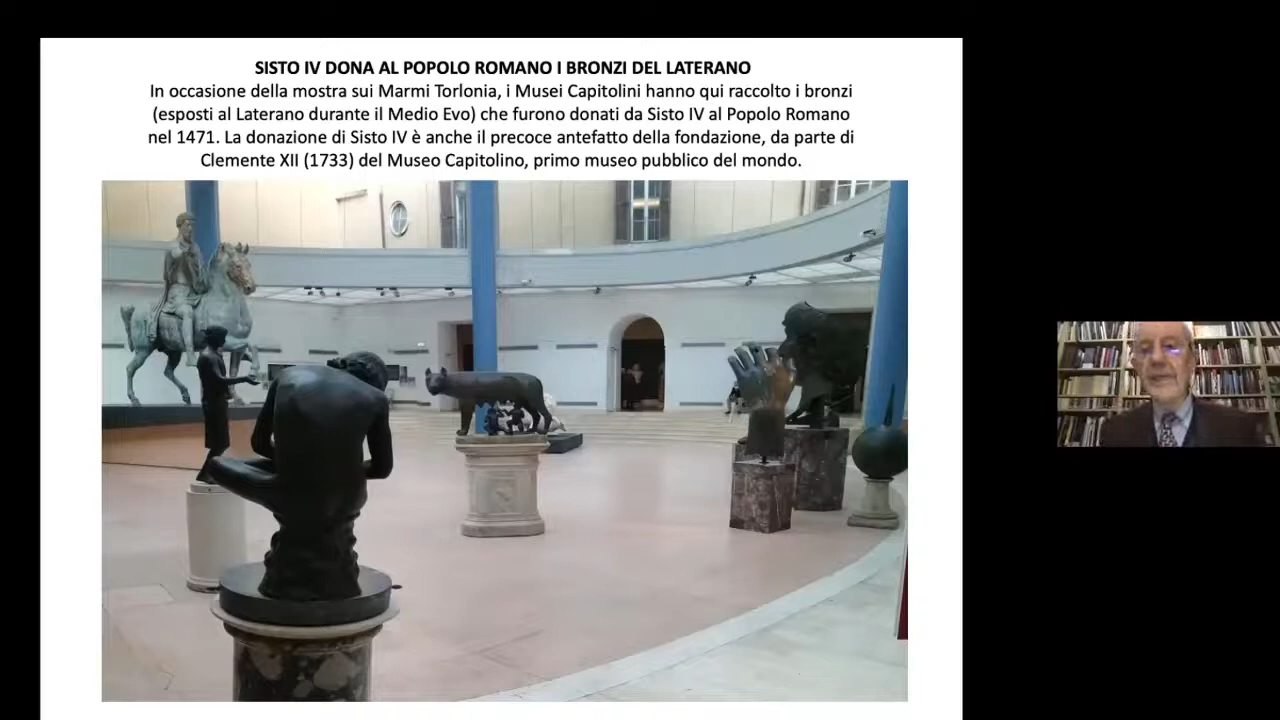 SISTO IV DONA AL POPOLO ROMANO I BRONZI DEL LATERANO
In occasione della mostra sui Marmi Torlonia, i Musei Capitolini hanno qui raccolto i bronzi
(esposti al Laterano durante il Medio Evo) che furono donati da Sisto IV al Popolo Romano
nel 1471. La donazione di Sisto IV è anche il precoce antefatto della fondazione, da parte di
Clemente XII (1733) del Museo Capitolino, primo museo pubblico del mondo.